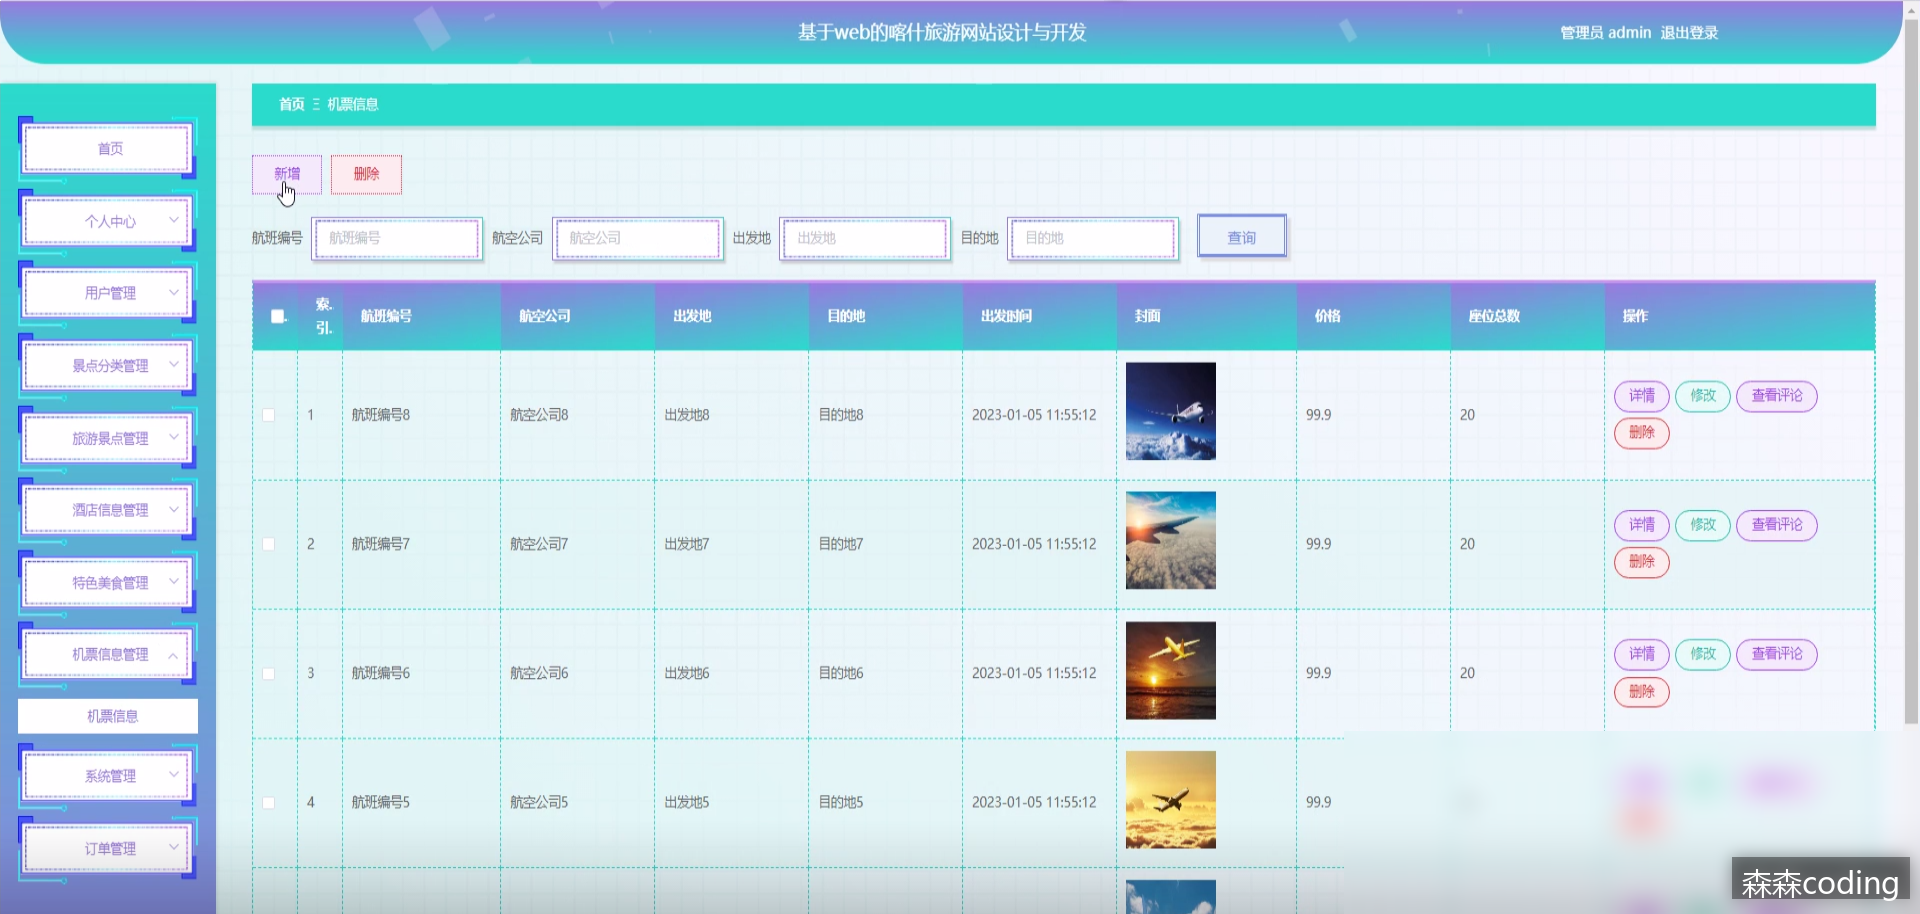 基于web的喀什旅游网站设计与开发
管理员 admin 退出登录
首页 机票信息
首页
个人中心
用户管理
景点分类管理
旅游景点管理
酒店信息管理
特色美食管理
机票信息管理
机票信息
系统管理
订单管理
新增 删除
航班编号 航班编号 航空公司 航空公司 出发地 出发地 目的地 目的地 查询
索引 航班编号 航空公司 出发地 目的地 出发时间 封面 价格 座位总数 操作
1 航班编号8 航空公司8 出发地8 目的地8 2023-01-05 11:55:12 99.9 20 详情 修改 查看评论 删除
2 航班编号7 航空公司7 出发地7 目的地7 2023-01-05 11:55:12 99.9 20 详情 修改 查看评论 删除
3 航班编号6 航空公司6 出发地6 目的地6 2023-01-05 11:55:12 99.9 20 详情 修改 查看评论 删除
4 航班编号5 航空公司5 出发地5 目的地5 2023-01-05 11:55:12 99.9
森森coding